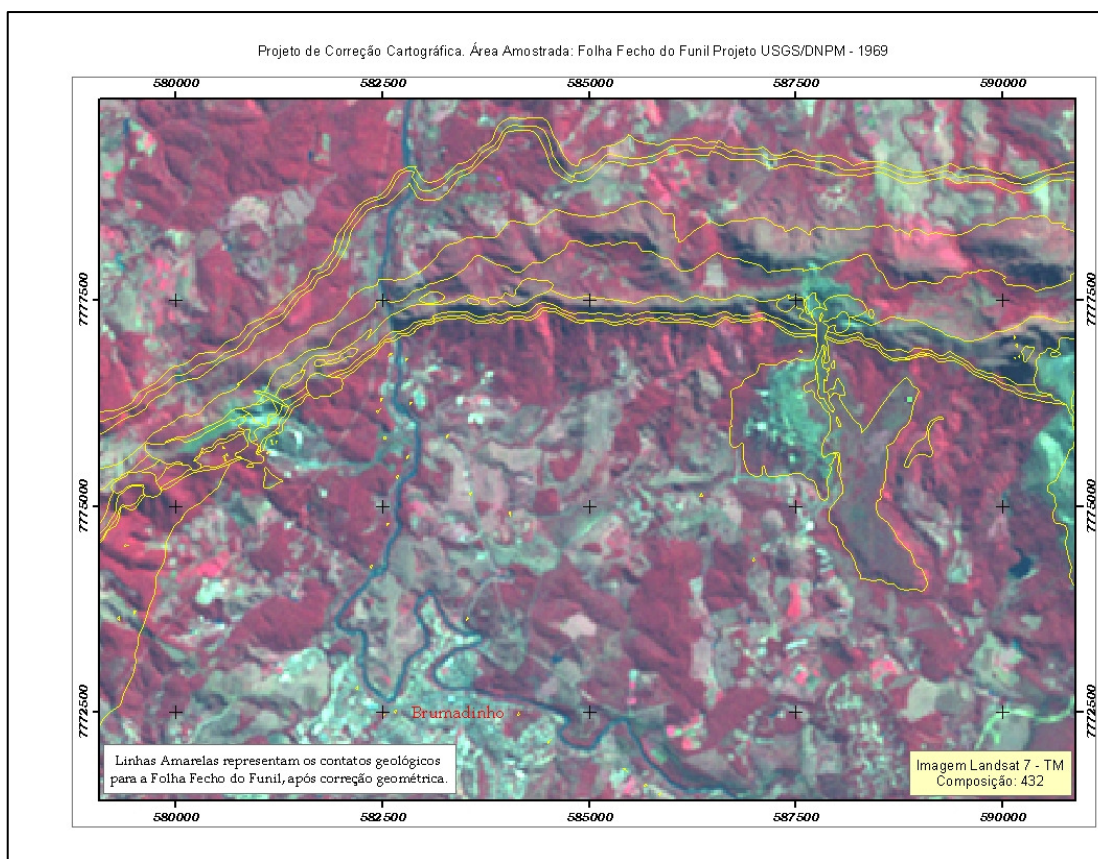 Projeto de Correção Cartográfica. Área Amostrada: Folha Fecho do Funil Projeto USGS/DNPM - 1969
580000 582500 585000 587500 590000
7777500 7777500
7775000 7775000
7772500 7772500
Brumadinho
Linhas Amarelas representam os contatos geológicos
para a Folha Fecho do Funil, após correção geométrica.
Imagem Landsat 7 - TM
Composição: 432
580000 582500 585000 587500 590000